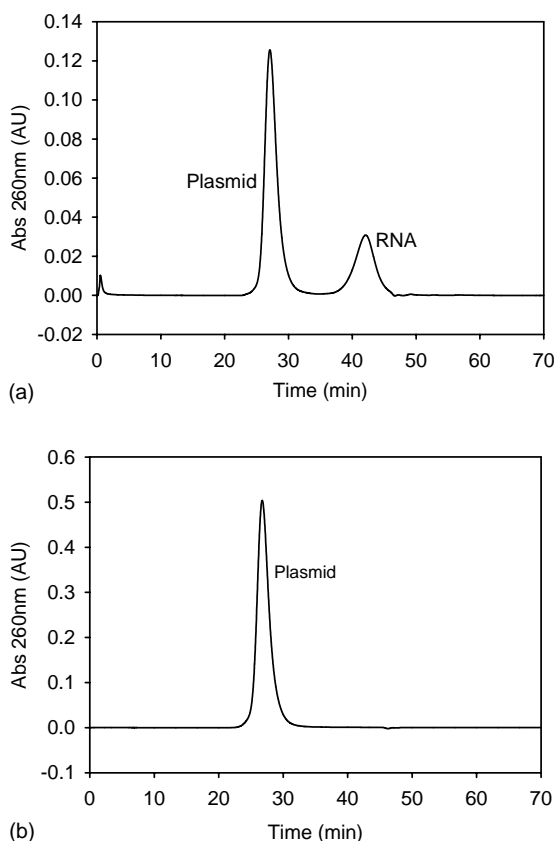 0.14
0.12
0.10
0.08
0.06
0.04
0.02
0.00
-0.02
Abs 260nm (AU)
Plasmid
RNA
0 10 20 30 40 50 60 70
Time (min)
(a)
0.6
0.5
0.4
0.3
0.2
0.1
0.0
-0.1
Abs 260nm (AU)
Plasmid
0 10 20 30 40 50 60 70
Time (min)
(b)